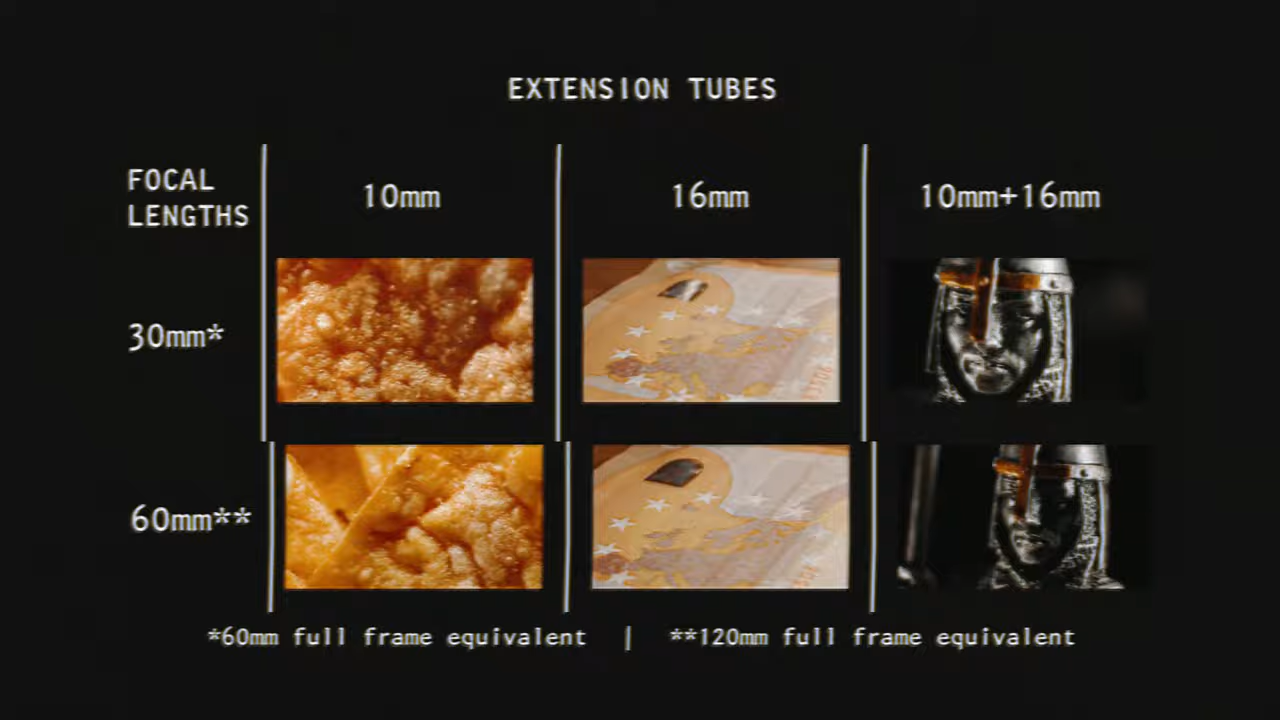 EXTENSION TUBES
FOCAL
LENGTHS
10mm
16mm
10mm+16mm
30mm*
60mm**
*60mm full frame equivalent | **120mm full frame equivalent